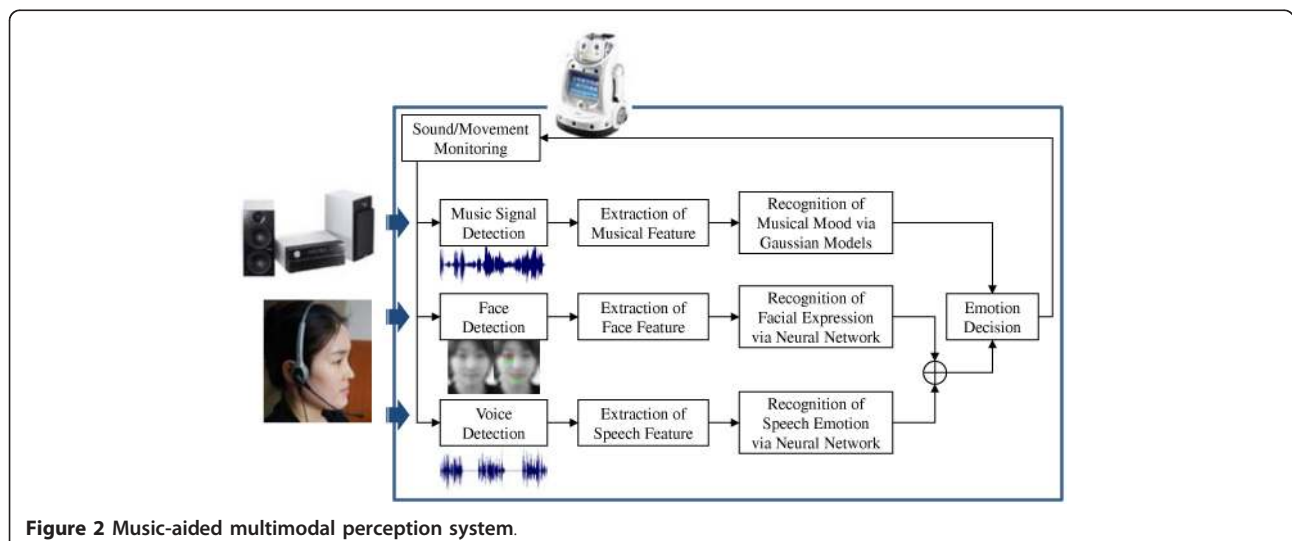 Sound/Movement
Monitoring
Music Signal
Detection
Extraction of
Musical Feature
Recognition of
Musical Mood via
Gaussian Models
Face
Detection
Extraction of
Face Feature
Recognition of
Facial Expression
via Neural Network
Emotion
Decision
Voice
Detection
Extraction of
Speech Feature
Recognition of
Speech Emotion
via Neural Network
Figure 2 Music-aided multimodal perception system.